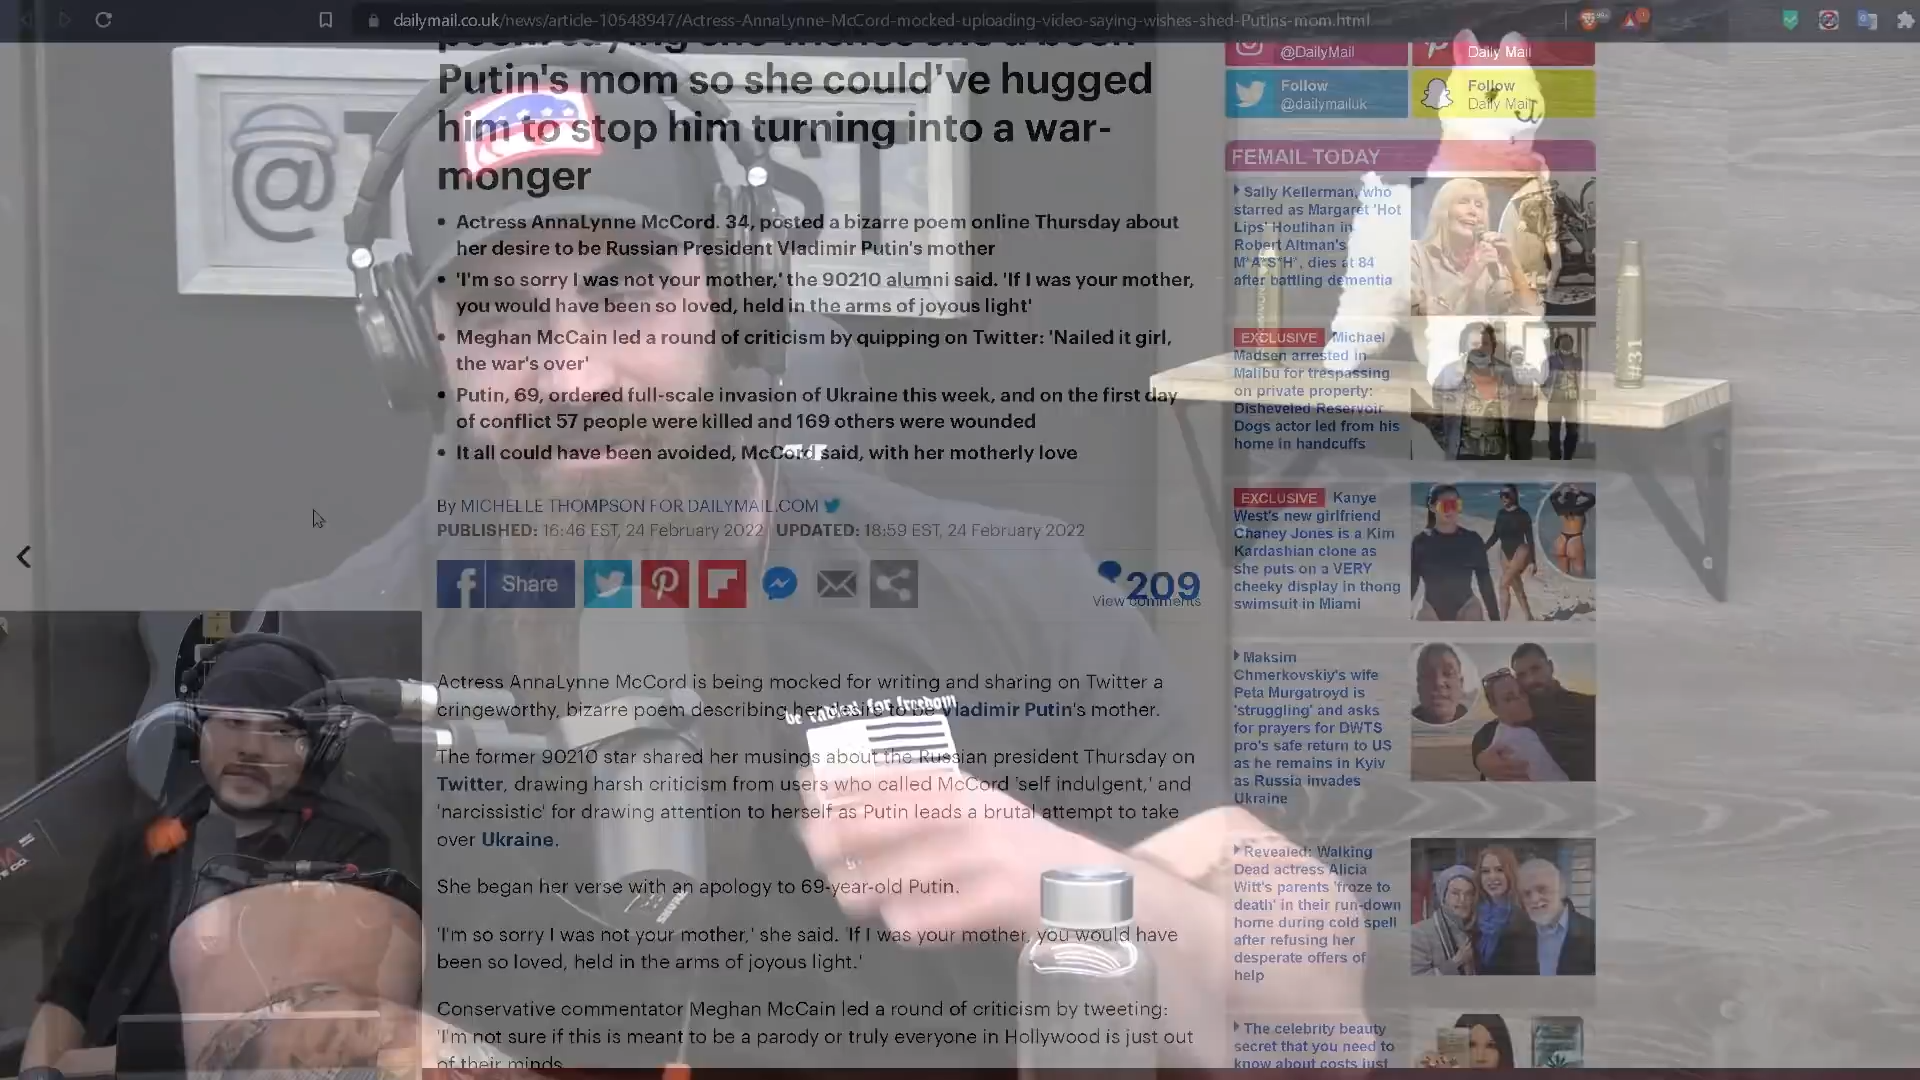 dailymail.co.uk/news/article-10548947/Actress-AnnaLynne-McCord-mocked-uploading-video-saying-wishes-shed-Putins-mom.html
poem saying she wishes she'd been
Putin's mom so she could've hugged
him to stop him turning into a war-
monger
• Actress AnnaLynne McCord. 34, posted a bizarre poem online Thursday about
her desire to be Russian President Vladimir Putin's mother
• 'I'm so sorry I was not your mother,' the 90210 alumni said. 'If I was your mother,
you would have been so loved, held in the arms of joyous light'
• Meghan McCain led a round of criticism by quipping on Twitter: 'Nailed it girl,
the war's over'
• Putin, 69, ordered full-scale invasion of Ukraine this week, and on the first day
of conflict 57 people were killed and 169 others were wounded
• It all could have been avoided, McCord said, with her motherly love
By MICHELLE THOMPSON FOR DAILYMAIL.COM
PUBLISHED: 16:46 EST, 24 February 2022 UPDATED: 18:59 EST, 24 February 2022
Share
209
View comments
Actress AnnaLynne McCord is being mocked for writing and sharing on Twitter a
cringeworthy, bizarre poem describing her desire to be Vladimir Putin's mother.
The former 90210 star shared her musings about the Russian president Thursday on
Twitter, drawing harsh criticism from users who called McCord 'self indulgent,' and
'narcissistic' for drawing attention to herself as Putin leads a brutal attempt to take
over Ukraine.
She began her verse with an apology to 69-year-old Putin.
'I'm so sorry I was not your mother,' she said. 'If I was your mother, you would have
been so loved, held in the arms of joyous light.'
Conservative commentator Meghan McCain led a round of criticism by tweeting:
'I'm not sure if this is meant to be a parody or truly everyone in Hollywood is just out
of their minds
@DailyMail
Daily Mail
Follow
@dailymailuk
Follow
Daily Mail
FEMAIL TODAY
Sally Kellerman, who
starred as Margaret 'Hot
Lips' Houlihan in
Robert Altman's
M*A*S*H*, dies at 84
after battling dementia
EXCLUSIVE Michael
Madsen arrested in
Malibu for trespassing
on private property:
Disheveled Reservoir
Dogs actor led from his
home in handcuffs
EXCLUSIVE Kanye
West's new girlfriend
Chaney Jones is a Kim
Kardashian clone as
she puts on a VERY
cheeky display in thong
swimsuit in Miami
Maksim
Chmerkovskiy's wife
Peta Murgatroyd is
'struggling' and asks
for prayers for DWTS
pro's safe return to US
as he remains in Kyiv
as Russia invades
Ukraine
Revealed: Walking
Dead actress Alicia
Witt's parents 'froze to
death' in their run-down
home during cold spell
after refusing her
desperate offers of
help
The celebrity beauty
secret that you need to
know about costs just
#31